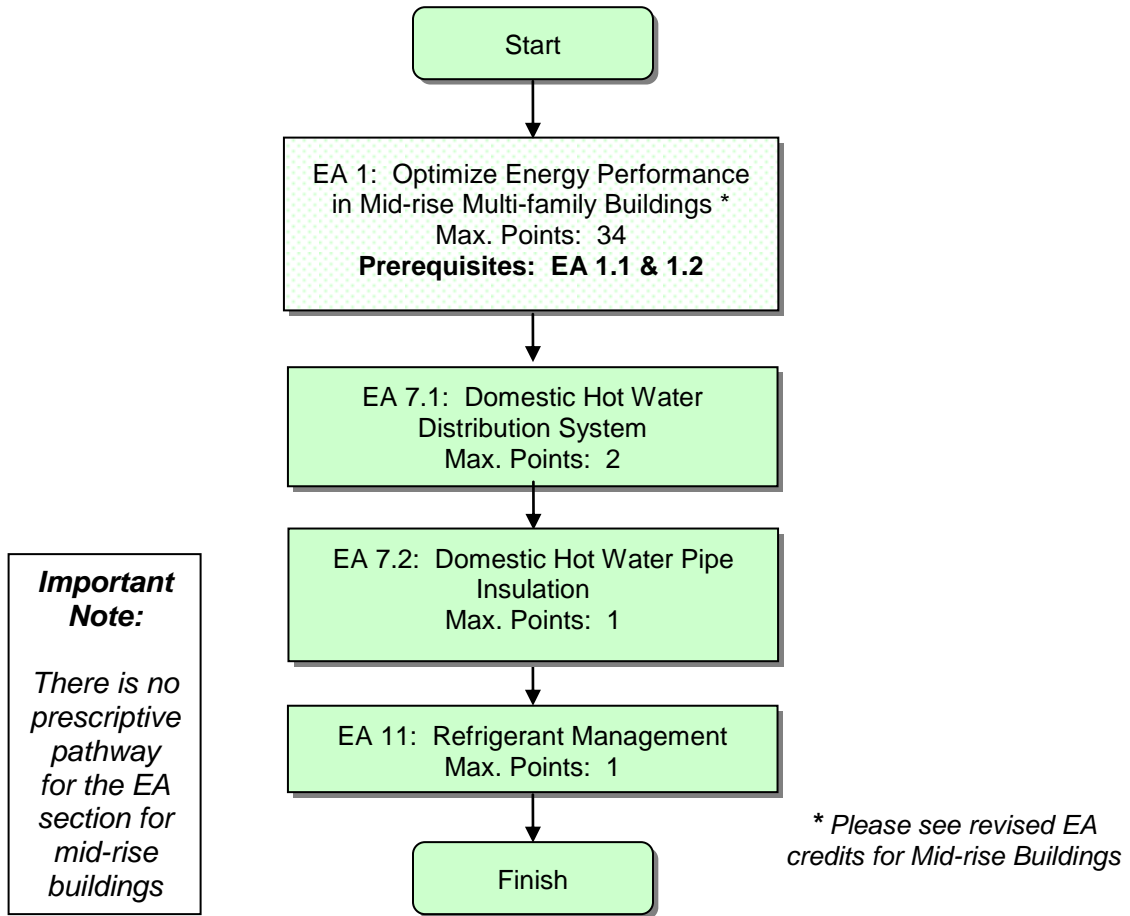 Start
EA 1: Optimize Energy Performance
in Mid-rise Multi-family Buildings *
Max. Points: 34
Prerequisites: EA 1.1 & 1.2
EA 7.1: Domestic Hot Water
Distribution System
Max. Points: 2
EA 7.2: Domestic Hot Water Pipe
Insulation
Max. Points: 1
EA 11: Refrigerant Management
Max. Points: 1
Finish
Important
Note:
There is no
prescriptive
pathway
for the EA
section for
mid-rise
buildings
* Please see revised EA
credits for Mid-rise Buildings